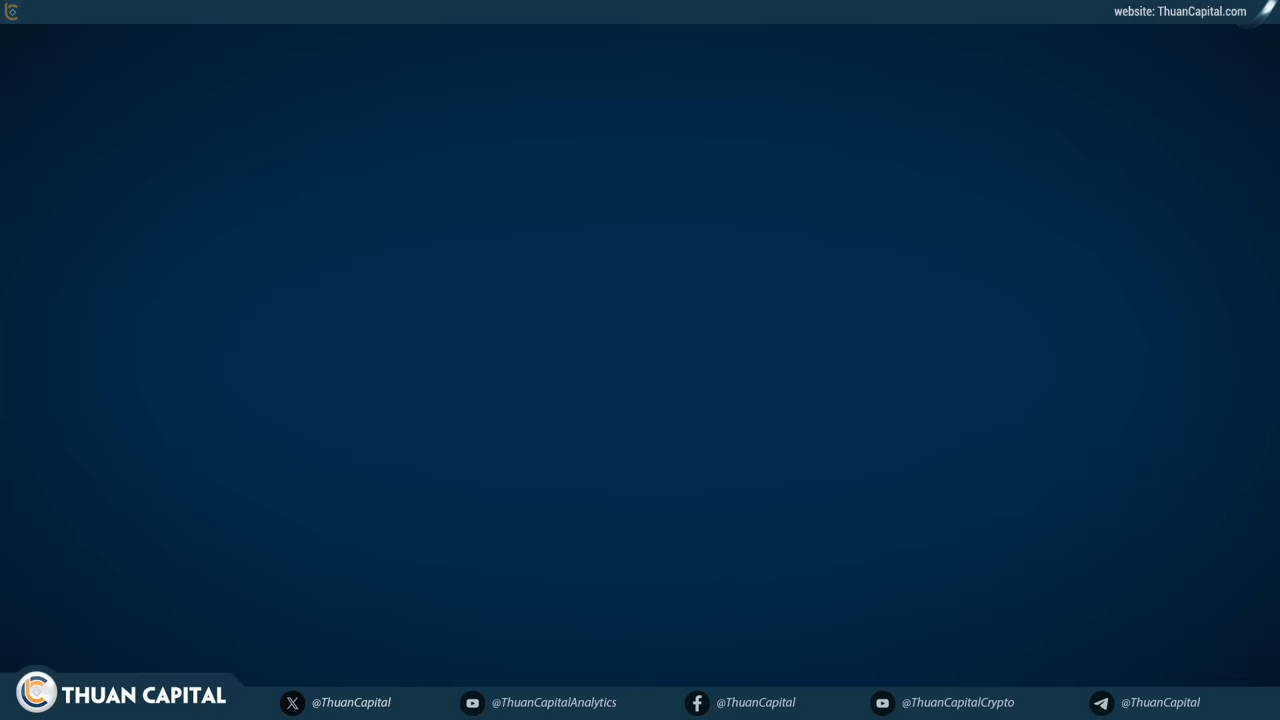 website: ThuanCapital.com
THUAN CAPITAL
@ThuanCapital
@ThuanCapitalAnalytics
@ThuanCapital
@ThuanCapitalCrypto
@ThuanCapital